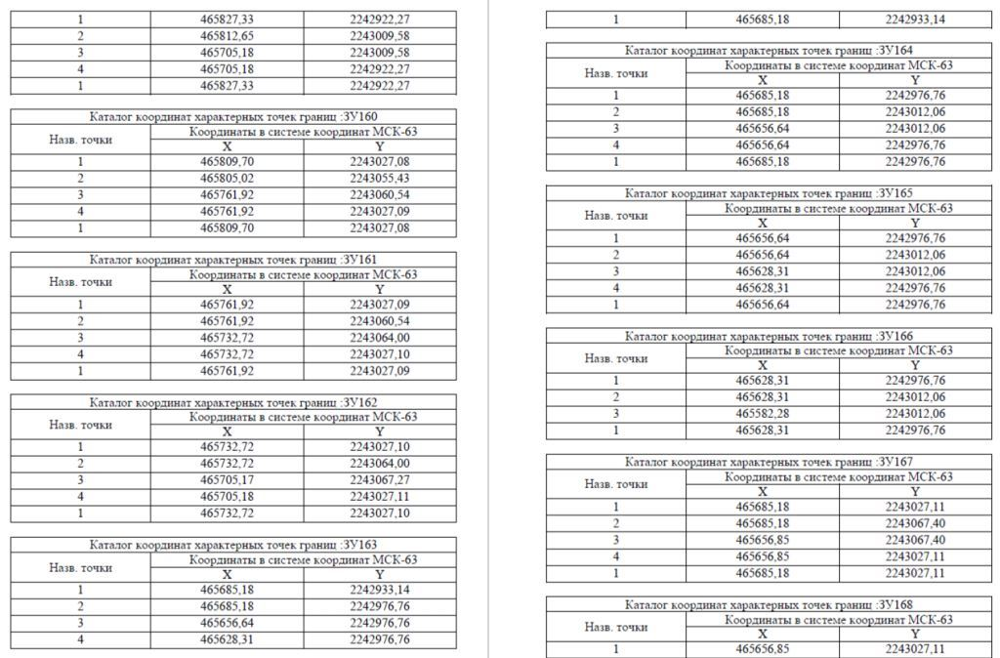 1 465827,33 2242922,27
2 465812,65 2243009,58
3 465705,18 2243009,58
4 465705,18 2242922,27
1 465827,33 2242922,27
Каталог координат характерных точек границ :ЗУ160
Назв. точки Координаты в системе координат МСК-63
X Y
1 465809,70 2243027,08
2 465805,02 2243055,43
3 465761,92 2243060,54
4 465761,92 2243027,09
1 465809,70 2243027,08
Каталог координат характерных точек границ :ЗУ161
Назв. точки Координаты в системе координат МСК-63
X Y
1 465761,92 2243027,09
2 465761,92 2243060,54
3 465732,72 2243064,00
4 465732,72 2243027,10
1 465761,92 2243027,09
Каталог координат характерных точек границ :ЗУ162
Назв. точки Координаты в системе координат МСК-63
X Y
1 465732,72 2243027,10
2 465732,72 2243064,00
3 465705,17 2243067,27
4 465705,18 2243027,11
1 465732,72 2243027,10
Каталог координат характерных точек границ :ЗУ163
Назв. точки Координаты в системе координат МСК-63
X Y
1 465685,18 2242933,14
2 465685,18 2242976,76
3 465656,64 2242976,76
4 465628,31 2242976,76
1 465685,18 2242933,14
Каталог координат характерных точек границ :ЗУ164
Назв. точки Координаты в системе координат МСК-63
X Y
1 465685,18 2242976,76
2 465685,18 2243012,06
3 465656,64 2243012,06
4 465656,64 2242976,76
1 465685,18 2242976,76
Каталог координат характерных точек границ :ЗУ165
Назв. точки Координаты в системе координат МСК-63
X Y
1 465656,64 2242976,76
2 465656,64 2243012,06
3 465628,31 2243012,06
4 465628,31 2242976,76
1 465656,64 2242976,76
Каталог координат характерных точек границ :ЗУ166
Назв. точки Координаты в системе координат МСК-63
X Y
1 465628,31 2242976,76
2 465628,31 2243012,06
3 465582,28 2243012,06
1 465628,31 2242976,76
Каталог координат характерных точек границ :ЗУ167
Назв. точки Координаты в системе координат МСК-63
X Y
1 465685,18 2243027,11
2 465685,18 2243067,40
3 465656,85 2243067,40
4 465656,85 2243027,11
1 465685,18 2243027,11
Каталог координат характерных точек границ :ЗУ168
Назв. точки Координаты в системе координат МСК-63
X Y
1 465656,85 2243027,11